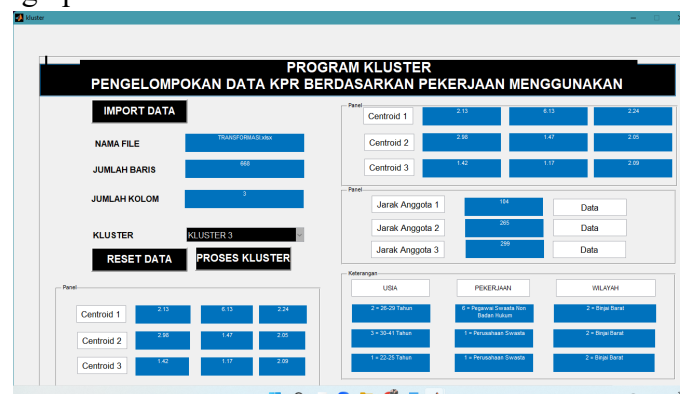 kluster
PROGRAM KLUSTER
PENGELOMPOKAN DATA KPR BERDASARKAN PEKERJAAN MENGGUNAKAN
IMPORT DATA
NAMA FILE
TRANSFORMASI.xlsx
JUMLAH BARIS
668
JUMLAH KOLOM
3
KLUSTER
KLUSTER 3
RESET DATA
PROSES KLUSTER
Panel
Centroid 1
2.13
6.13
2.24
Centroid 2
2.98
1.47
2.05
Centroid 3
1.42
1.17
2.09
Panel
Centroid 1
2.13
6.13
2.24
Centroid 2
2.98
1.47
2.05
Centroid 3
1.42
1.17
2.09
Panel
Jarak Anggota 1
104
Data
Jarak Anggota 2
265
Data
Jarak Anggota 3
299
Data
Keterangan
USIA
PEKERJAAN
WILAYAH
2 = 26-29 Tahun
6 = Pegawai Swasta Non
Badan Hukum
2 = Binjai Barat
3 = 30-41 Tahun
1 = Perusahaan Swasta
2 = Binjai Barat
1 = 22-25 Tahun
1 = Perusahaan Swasta
2 = Binjai Barat